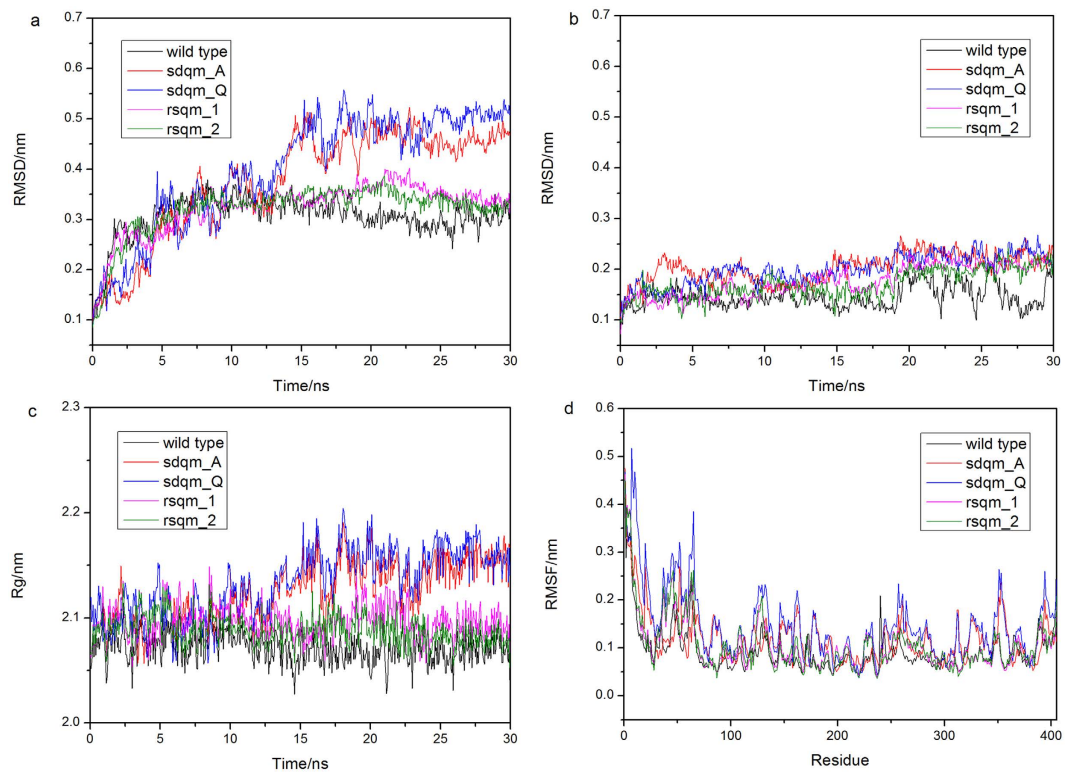 a
0.7
0.6
0.5
0.4
0.3
0.2
0.1
RMSD/nm
wild type
sdqm_A
sdqm_Q
rsqm_1
rsqm_2
0 5 10 15 20 25 30
Time/ns
b
0.7
0.6
0.5
0.4
0.3
0.2
0.1
RMSD/nm
wild type
sdqm_A
sdqm_Q
rsqm_1
rsqm_2
0 5 10 15 20 25 30
Time/ns
c
2.3
2.2
2.1
2.0
Rg/nm
wild type
sdqm_A
sdqm_Q
rsqm_1
rsqm_2
0 5 10 15 20 25 30
Time/ns
d
0.6
0.5
0.4
0.3
0.2
0.1
0.0
RMSF/nm
wild type
sdqm_A
sdqm_Q
rsqm_1
rsqm_2
0 100 200 300 400
Residue